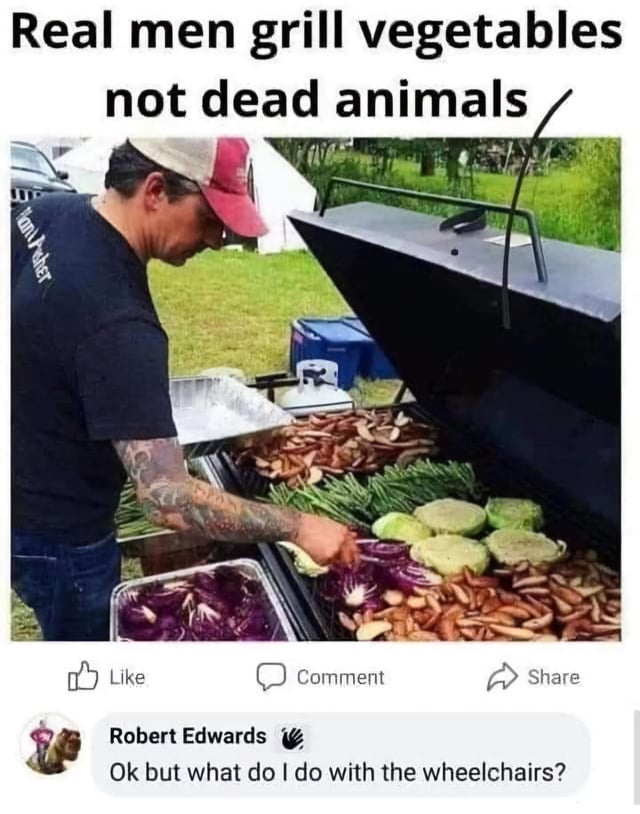 Real men grill vegetables
not dead animals
Like
Comment
Share
Robert Edwards
Ok but what do I do with the wheelchairs?